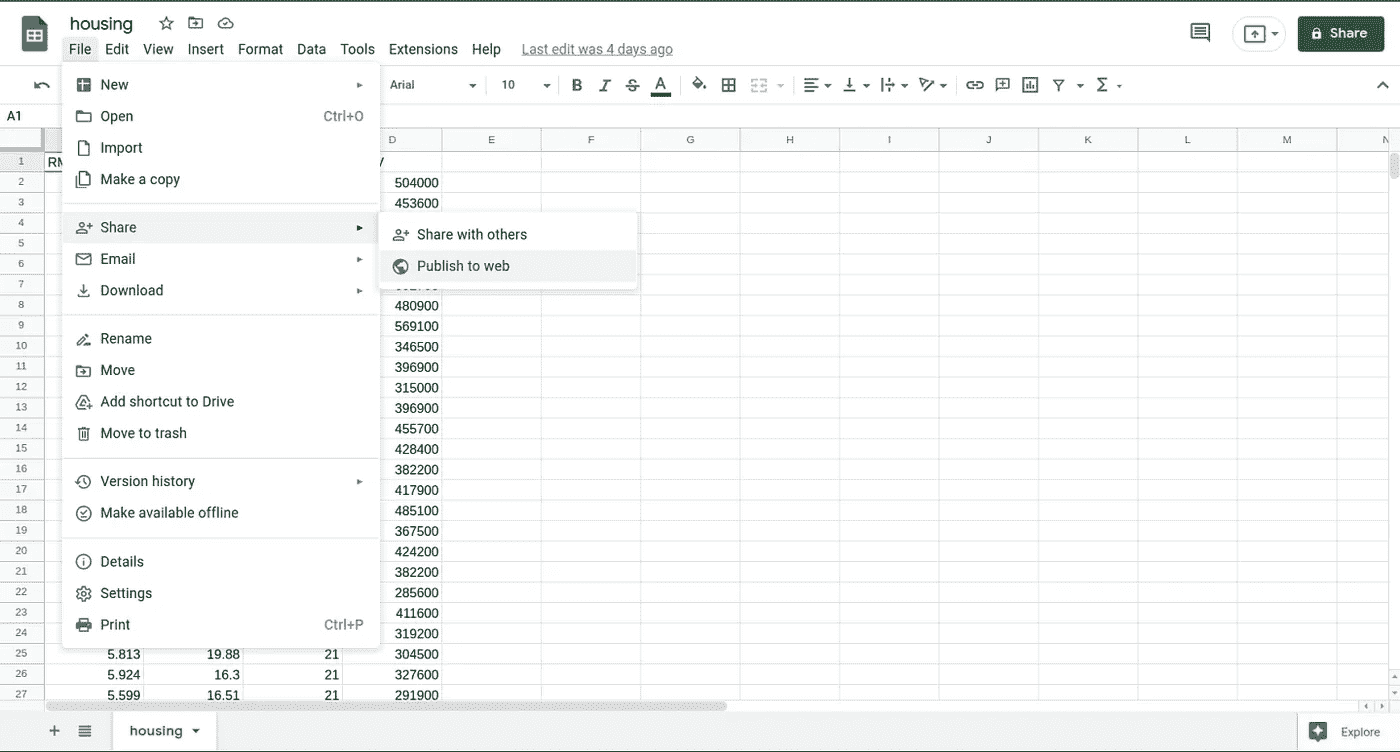 housing
File Edit View Insert Format Data Tools Extensions Help Last edit was 4 days ago
Share
Arial 10 B I S A
A1
D E F G H I J K L M N
New
Open Ctrl+O
Import
Make a copy
Share
Email
Download
Rename
Move
Add shortcut to Drive
Move to trash
Version history
Make available offline
Details
Settings
Print Ctrl+P
Share with others
Publish to web
1 RM V
2 504000
3 453600
4
5
6
7
8 480900
9 569100
10 346500
11 396900
12 315000
13 396900
14 455700
15 428400
16 382200
17 417900
18 485100
19 367500
20 424200
21 382200
22 285600
23 411600
24 319200
25 5.813 19.88 21 304500
26 5.924 16.3 21 327600
27 5.599 16.51 21 291900
housing
Explore